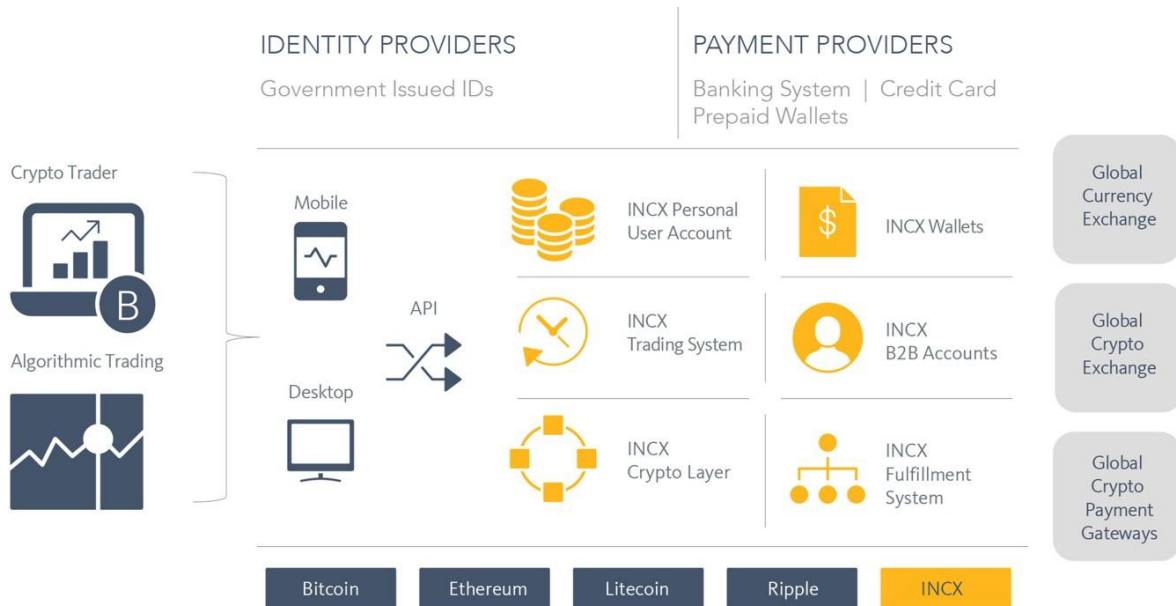 IDENTITY PROVIDERS
Government Issued IDs
PAYMENT PROVIDERS
Banking System | Credit Card
Prepaid Wallets
Crypto Trader
B
Algorithmic Trading
Mobile
Desktop
API
INCX Personal
User Account
$
INCX Wallets
INCX
Trading System
INCX
B2B Accounts
INCX
Crypto Layer
INCX
Fulfillment
System
Global
Currency
Exchange
Global
Crypto
Exchange
Global
Crypto
Payment
Gateways
Bitcoin
Ethereum
Litecoin
Ripple
INCX